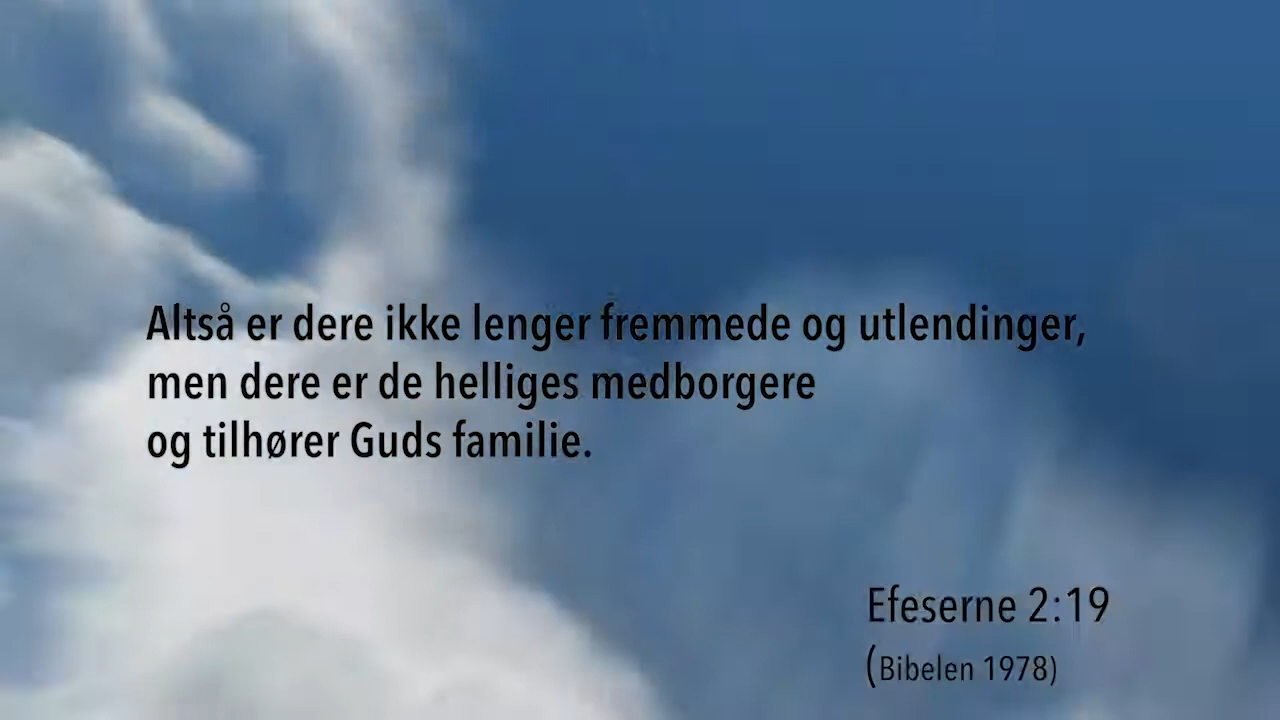 Altså er dere ikke lenger fremmede og utlendinger,
men dere er de helliges medborgere
og tilhører Guds familie.
Efeserne 2:19
(Bibelen 1978)